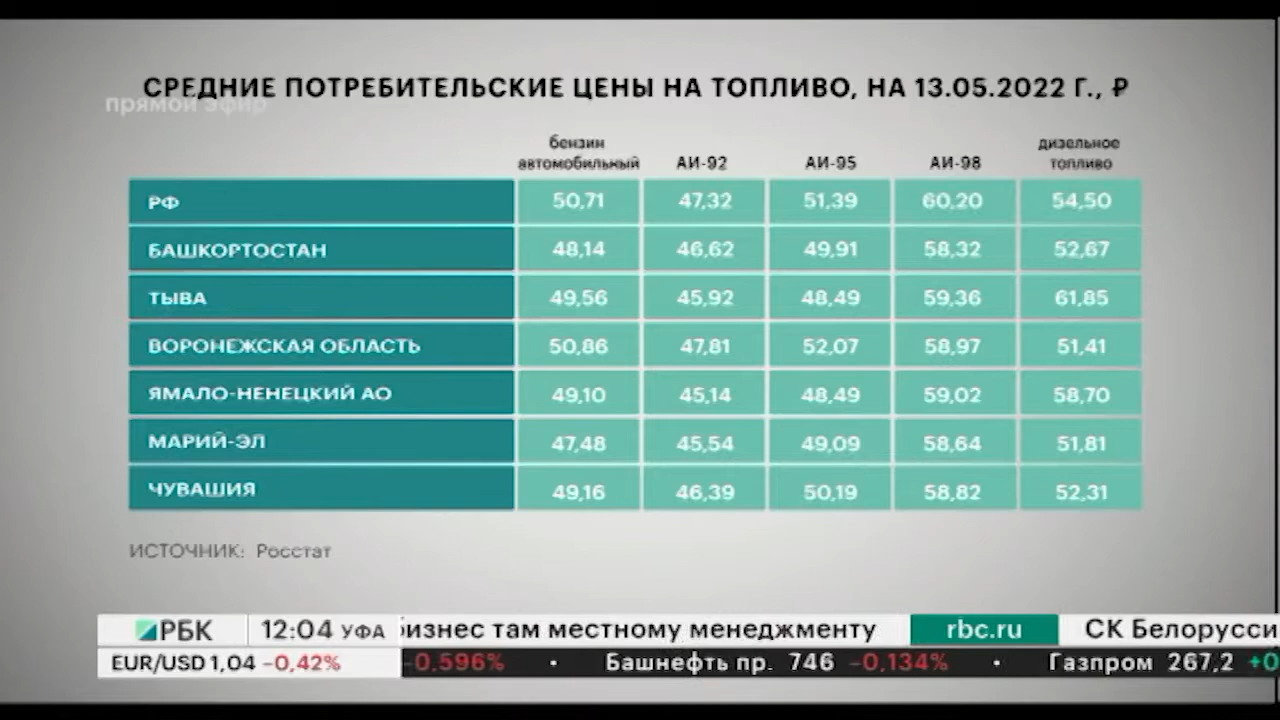 СРЕДНИЕ ПОТРЕБИТЕЛЬСКИЕ ЦЕНЫ НА ТОПЛИВО, НА 13.05.2022 Г., ₽
прямой эфир
бензин автомобильный АИ-92 АИ-95 АИ-98 дизельное топливо
РФ 50,71 47,32 51,39 60,20 54,50
БАШКОРТОСТАН 48,14 46,62 49,91 58,32 52,67
ТЫВА 49,56 45,92 48,49 59,36 61,85
ВОРОНЕЖСКАЯ ОБЛАСТЬ 50,86 47,81 52,07 58,97 51,41
ЯМАЛО-НЕНЕЦКИЙ АО 49,10 45,14 48,49 59,02 58,70
МАРИЙ-ЭЛ 47,48 45,54 49,09 58,64 51,81
ЧУВАШИЯ 49,16 46,39 50,19 58,82 52,31
ИСТОЧНИК: Росстат
РБК 12:04 УФА изнес там местному менеджменту rbc.ru СК Белорусси
EUR/USD 1,04 -0,42% -0,596% • Башнефть пр. 746 -0,134% • Газпром 267,2 +0